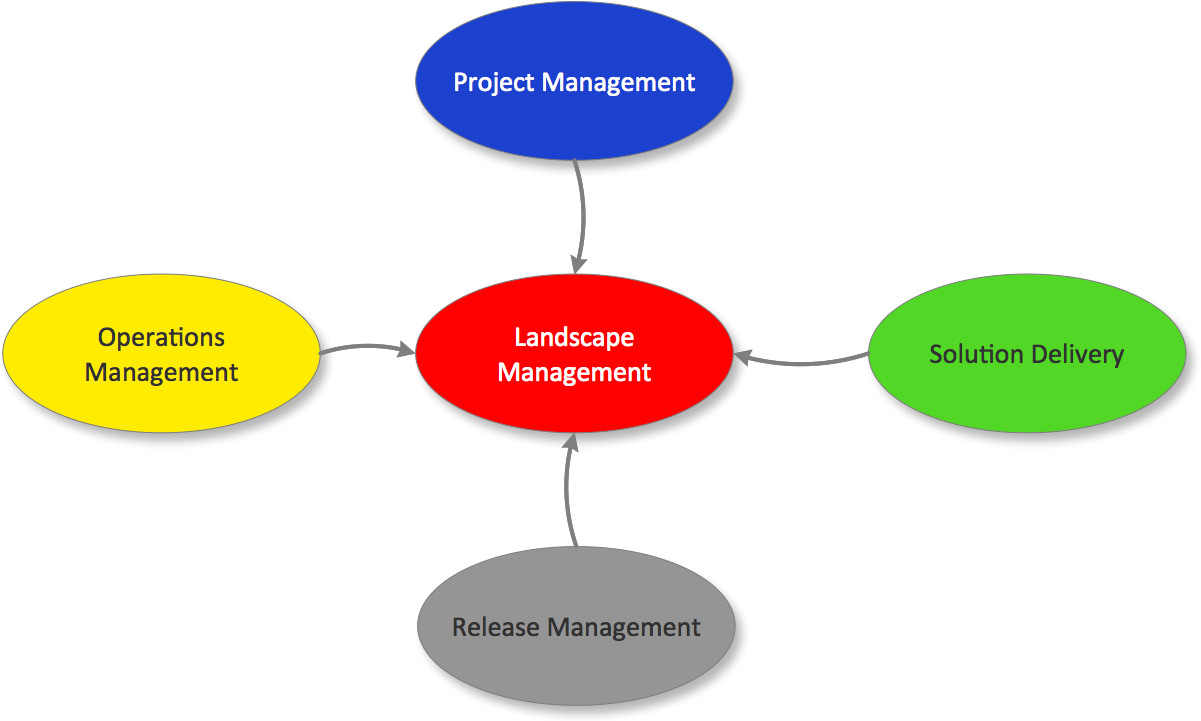 Project Management
Operations
Management
Landscape
Management
Solution Delivery
Release Management